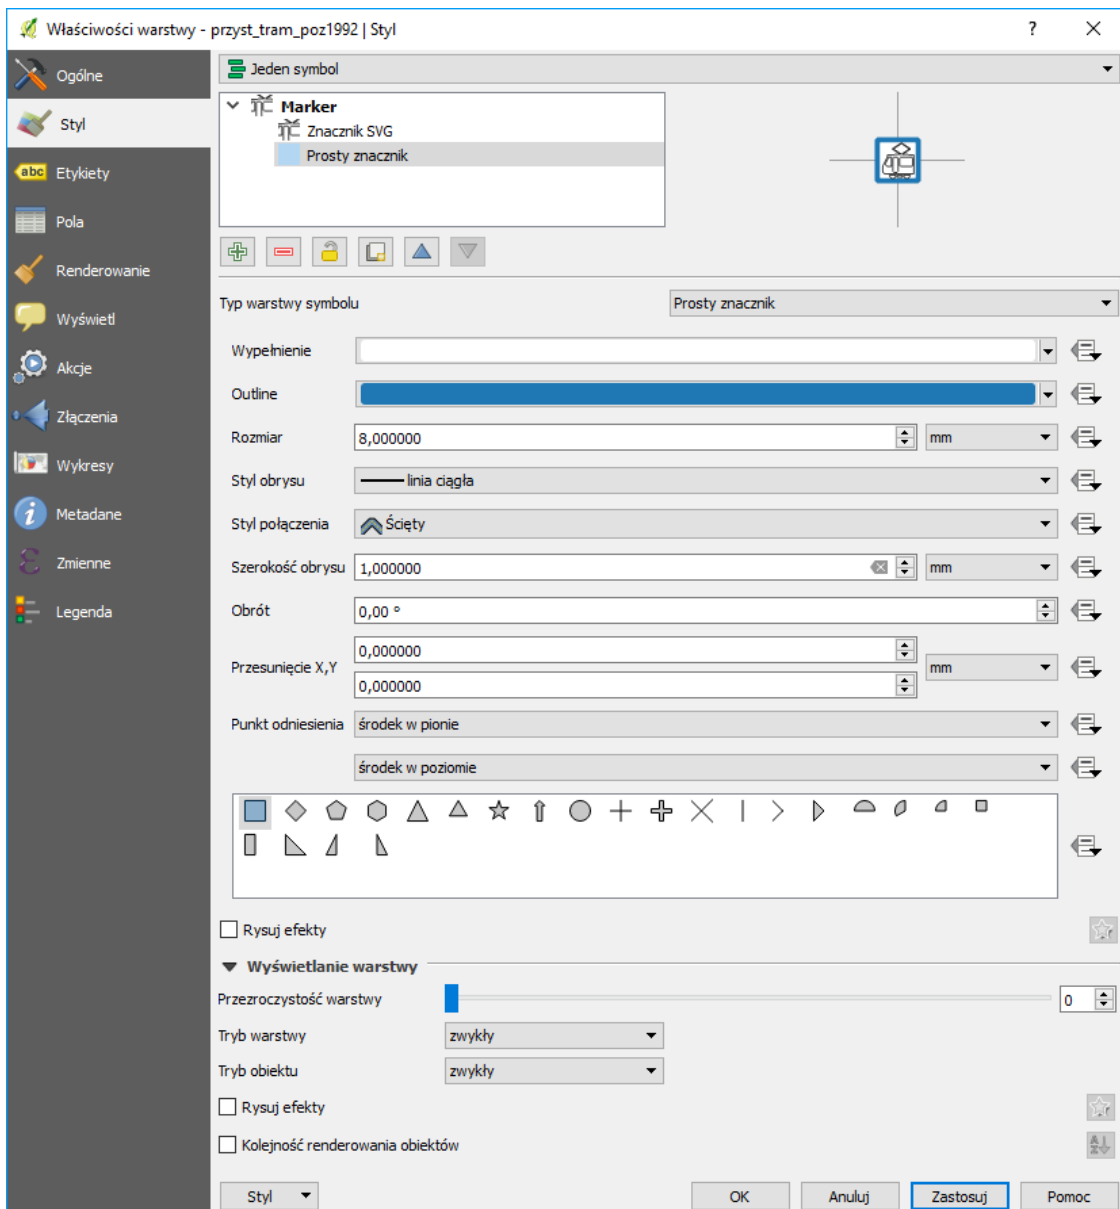 Właściwości warstwy - przyst_tram_poz1992 | Styl
?
Ogólne
Styl
abc Etykiety
Pola
Renderowanie
Wyświetl
Akcje
Złączenia
Wykresy
i Metadane
Ɛ Zmienne
Legenda
Jeden symbol
Marker
Znacznik SVG
Prosty znacznik
Typ warstwy symbolu Prosty znacznik
Wypełnienie
Outline
Rozmiar 8,000000 mm
Styl obrysu linia ciągła
Styl połączenia Ścięty
Szerokość obrysu 1,000000 mm
Obrót 0,00 °
Przesunięcie X,Y 0,000000 mm
0,000000
Punkt odniesienia środek w pionie
środek w poziomie
Rysuj efekty
Wyświetlanie warstwy
Przezroczystość warstwy 0
Tryb warstwy zwykły
Tryb obiektu zwykły
Rysuj efekty
Kolejność renderowania obiektów
Styl OK Anuluj Zastosuj Pomoc